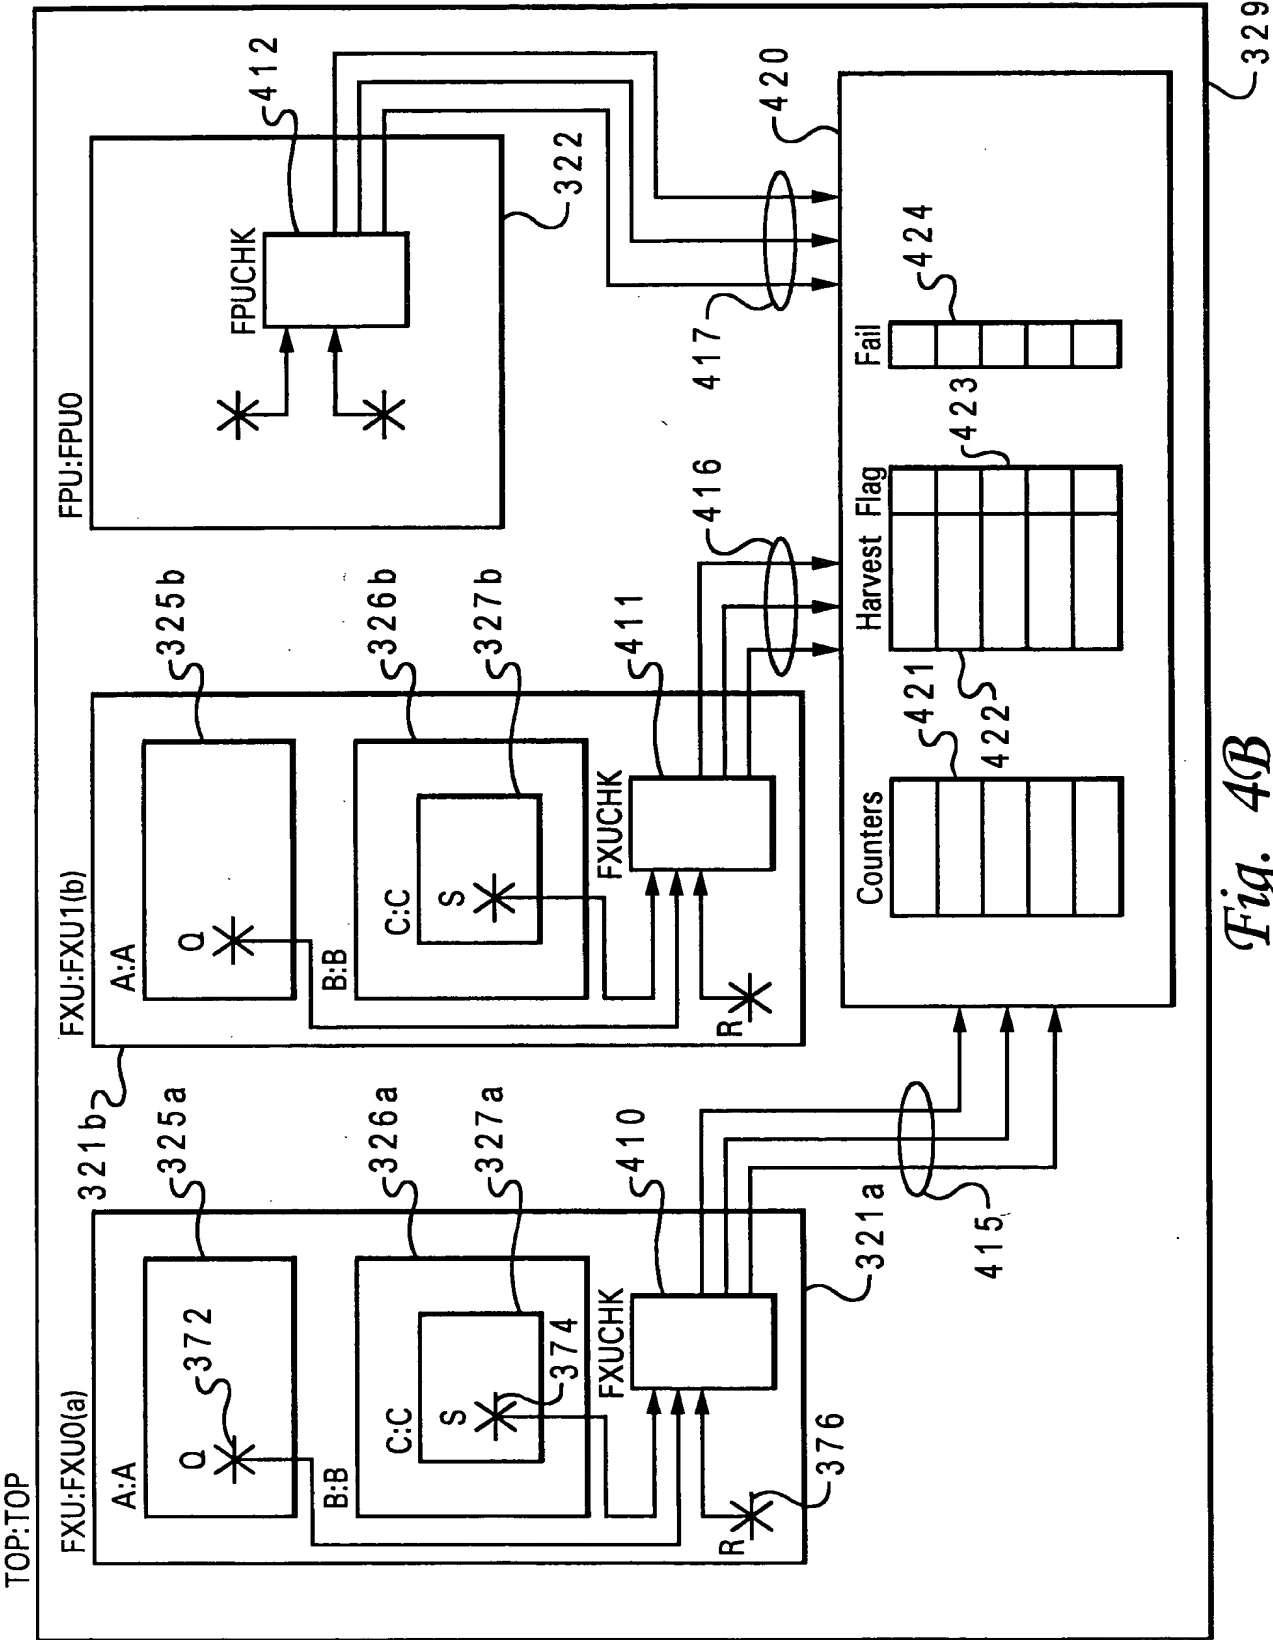 TOP:TOP
FXU:FXU0(a)
A:A
Q
372
325a
B:B
C:C
S
374
326a
327a
FXUCHK
410
R
376
321a
415
321b
FXU:FXU1(b)
A:A
Q
325b
B:B
C:C
S
326b
327b
FXUCHK
411
R
416
FPU:FPU0
FPUCHK
412
322
417
420
Counters
421
Harvest Flag
422
423
Fail
424
329
Fig. 4B